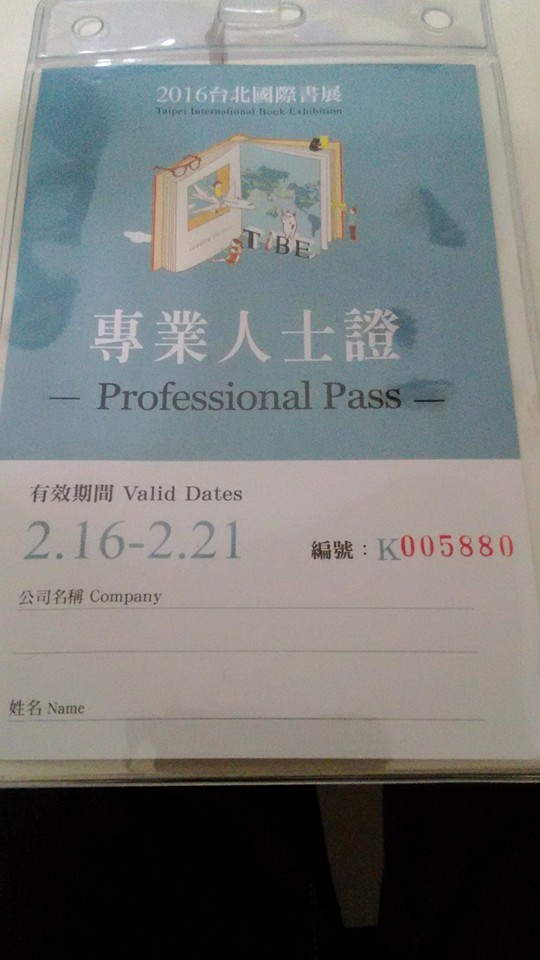 2016台北國際書展
Taipei International Book Exhibition
TiBE
專業人士證
— Professional Pass —
有效期間 Valid Dates
2.16-2.21
編號：K005880
公司名稱 Company
姓名 Name